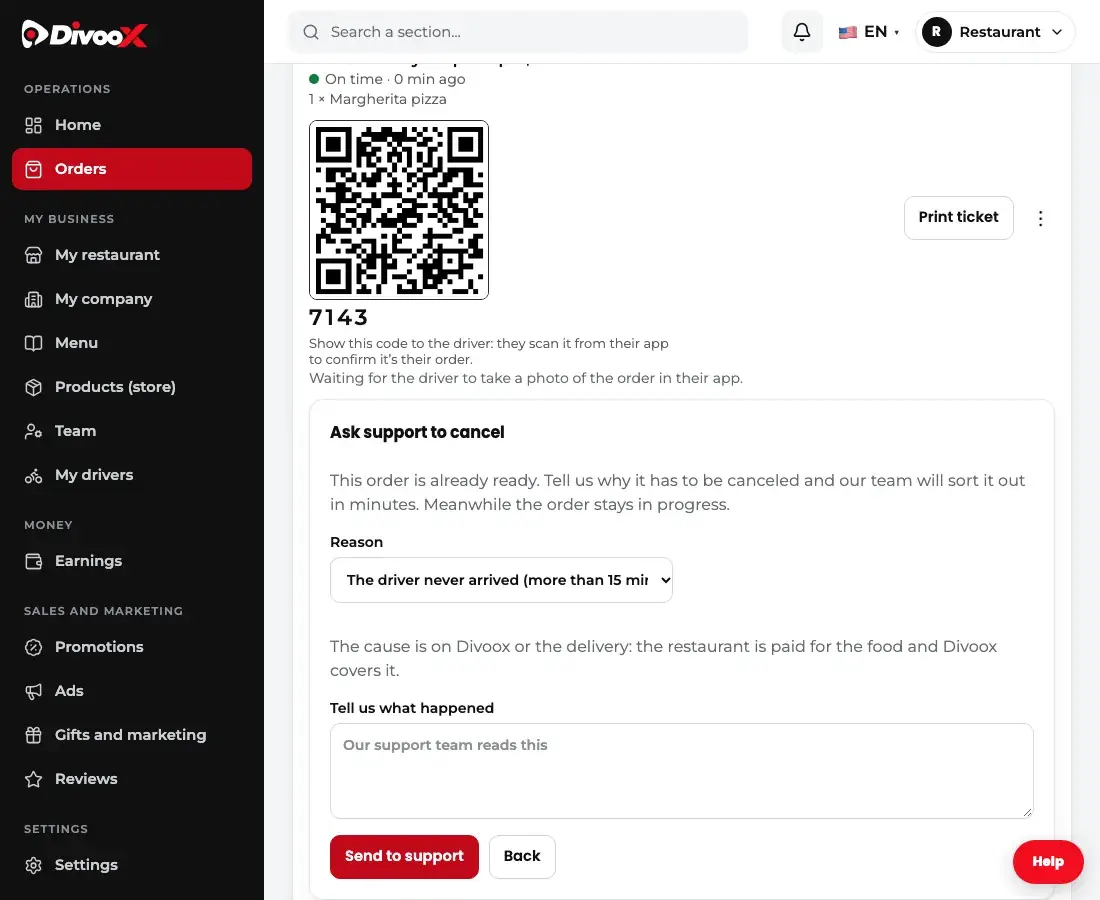 DivooX
Search a section...
EN
R
Restaurant
OPERATIONS
Home
Orders
MY BUSINESS
My restaurant
My company
Menu
Products (store)
Team
My drivers
MONEY
Earnings
SALES AND MARKETING
Promotions
Ads
Gifts and marketing
Reviews
SETTINGS
Settings
On time · 0 min ago
1 × Margherita pizza
Print ticket
7143
Show this code to the driver: they scan it from their app
to confirm it’s their order.
Waiting for the driver to take a photo of the order in their app.
Ask support to cancel
This order is already ready. Tell us why it has to be canceled and our team will sort it out
in minutes. Meanwhile the order stays in progress.
Reason
The driver never arrived (more than 15 min
The cause is on Divoox or the delivery: the restaurant is paid for the food and Divoox
covers it.
Tell us what happened
Our support team reads this
Send to support
Back
Help